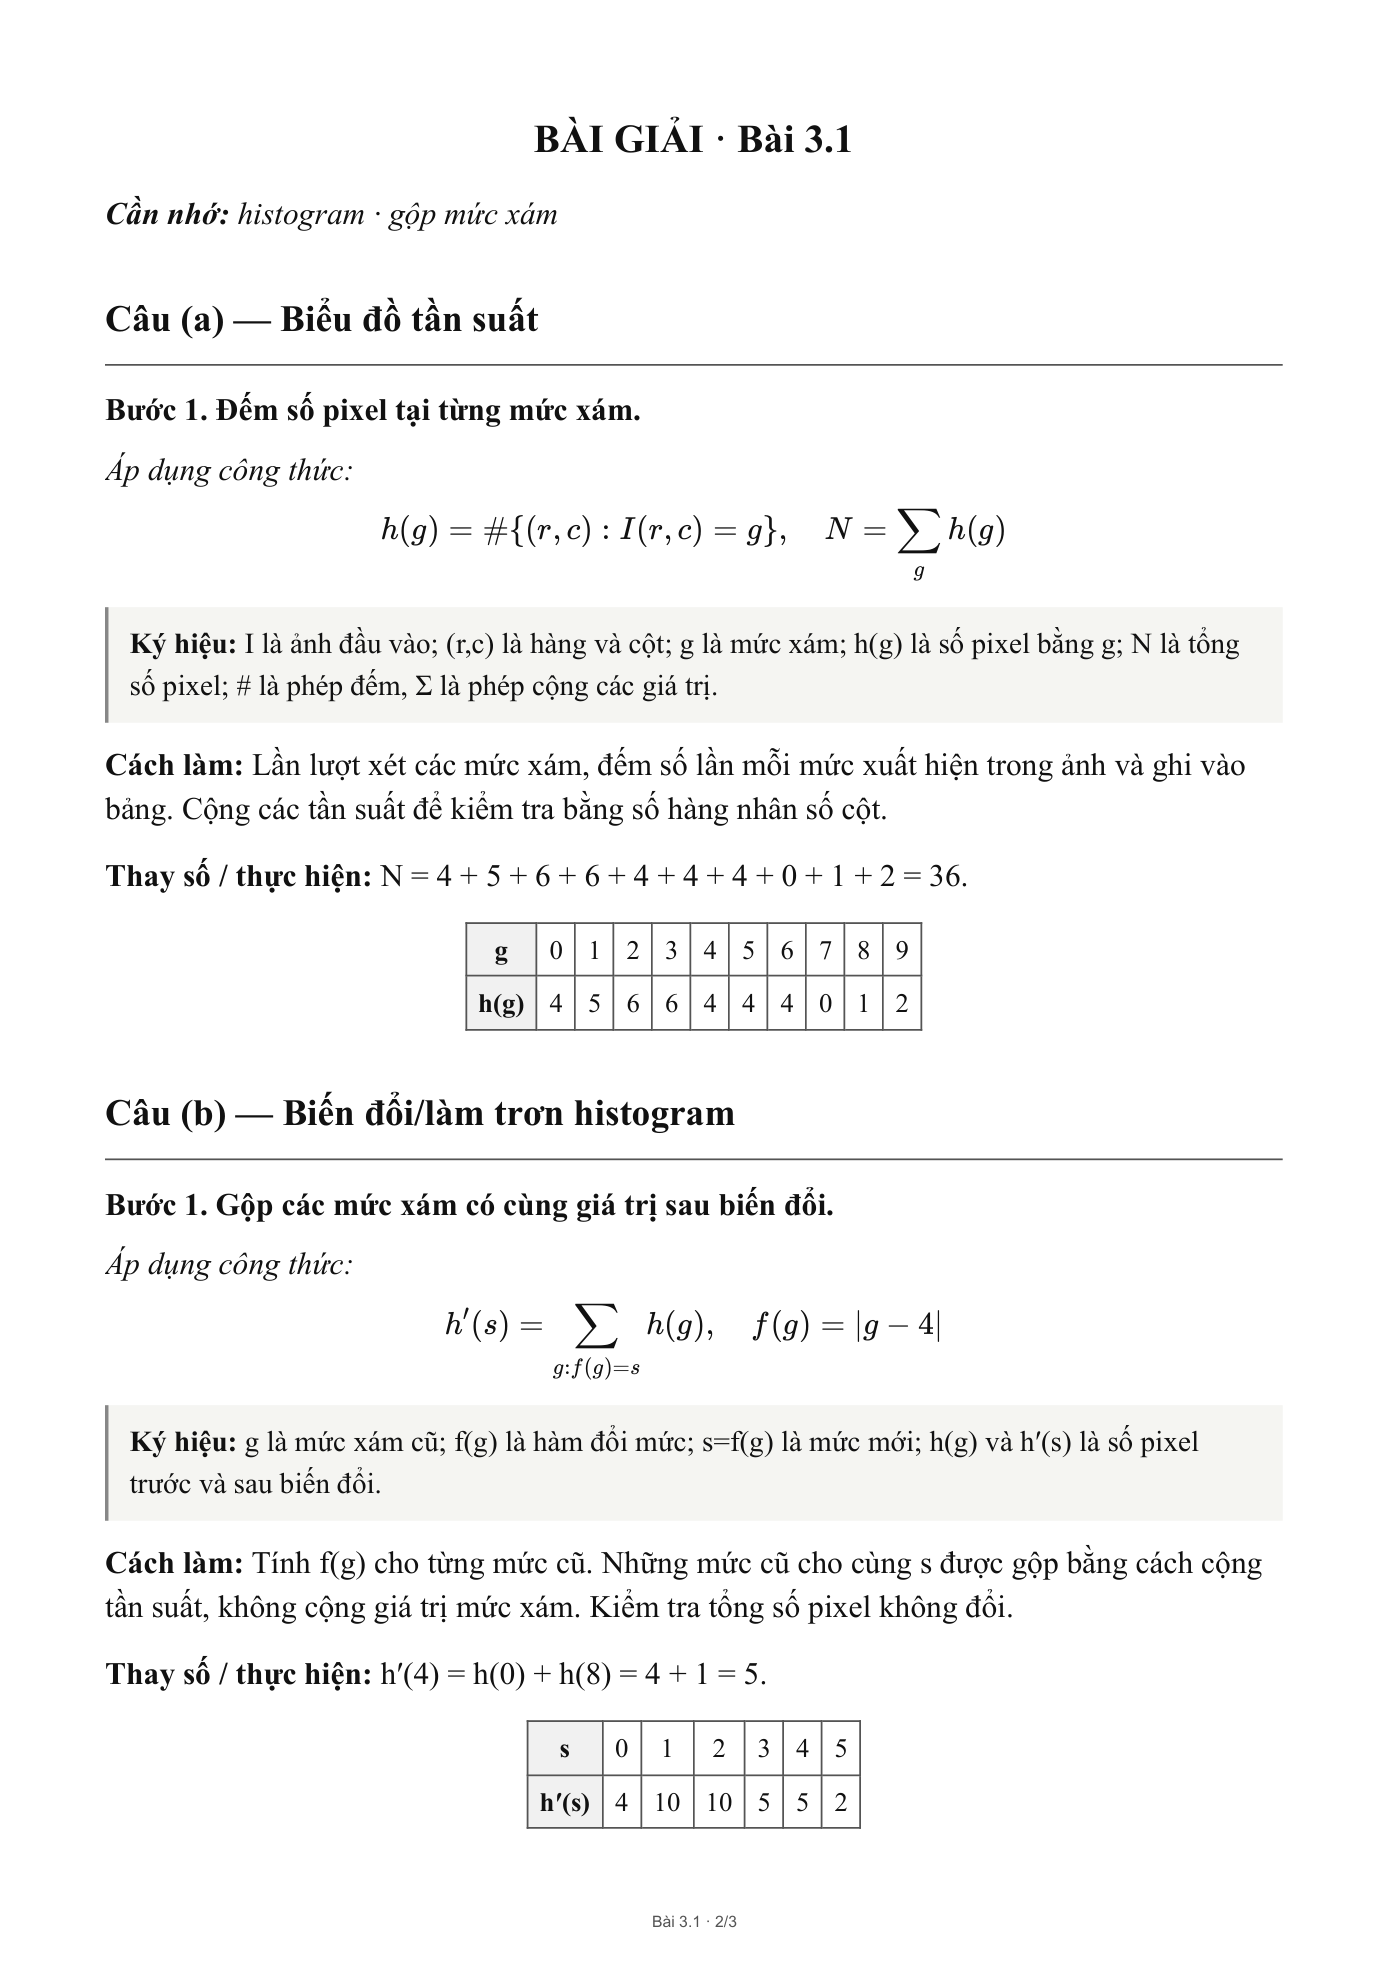 BÀI GIẢI · Bài 3.1
Cần nhớ: histogram · gộp mức xám
Câu (a) — Biểu đồ tần suất
Bước 1. Đếm số pixel tại từng mức xám.
Áp dụng công thức:
h(g) = #{(r, c) : I(r, c) = g}, N = ∑ h(g)
g
Ký hiệu: I là ảnh đầu vào; (r,c) là hàng và cột; g là mức xám; h(g) là số pixel bằng g; N là tổng
số pixel; # là phép đếm, Σ là phép cộng các giá trị.
Cách làm: Lần lượt xét các mức xám, đếm số lần mỗi mức xuất hiện trong ảnh và ghi vào
bảng. Cộng các tần suất để kiểm tra bằng số hàng nhân số cột.
Thay số / thực hiện: N = 4 + 5 + 6 + 6 + 4 + 4 + 4 + 0 + 1 + 2 = 36.
g 0 1 2 3 4 5 6 7 8 9
h(g) 4 5 6 6 4 4 4 0 1 2
Câu (b) — Biến đổi/làm trơn histogram
Bước 1. Gộp các mức xám có cùng giá trị sau biến đổi.
Áp dụng công thức:
h′(s) = ∑ h(g), f(g) = |g − 4|
g:f(g)=s
Ký hiệu: g là mức xám cũ; f(g) là hàm đổi mức; s=f(g) là mức mới; h(g) và h′(s) là số pixel
trước và sau biến đổi.
Cách làm: Tính f(g) cho từng mức cũ. Những mức cũ cho cùng s được gộp bằng cách cộng
tần suất, không cộng giá trị mức xám. Kiểm tra tổng số pixel không đổi.
Thay số / thực hiện: h′(4) = h(0) + h(8) = 4 + 1 = 5.
s 0 1 2 3 4 5
h′(s) 4 10 10 5 5 2
Bài 3.1 · 2/3